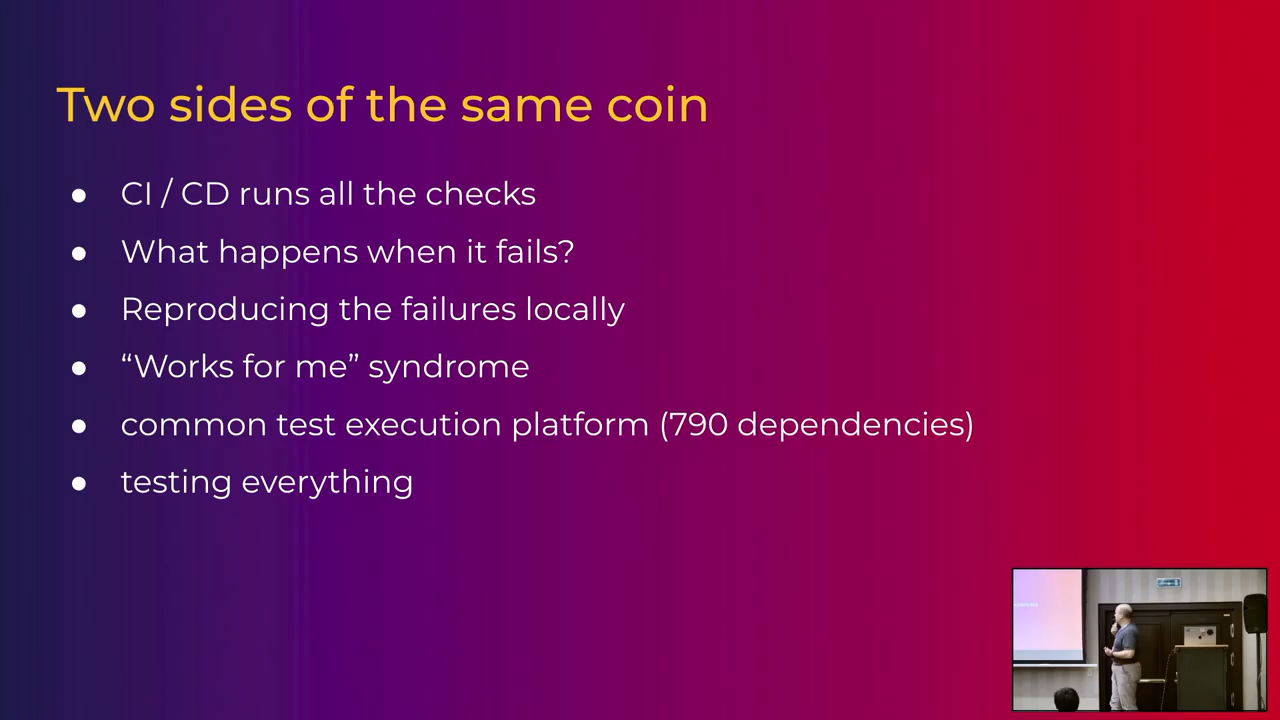 Two sides of the same coin
● CI / CD runs all the checks
● What happens when it fails?
● Reproducing the failures locally
● “Works for me” syndrome
● common test execution platform (790 dependencies)
● testing everything